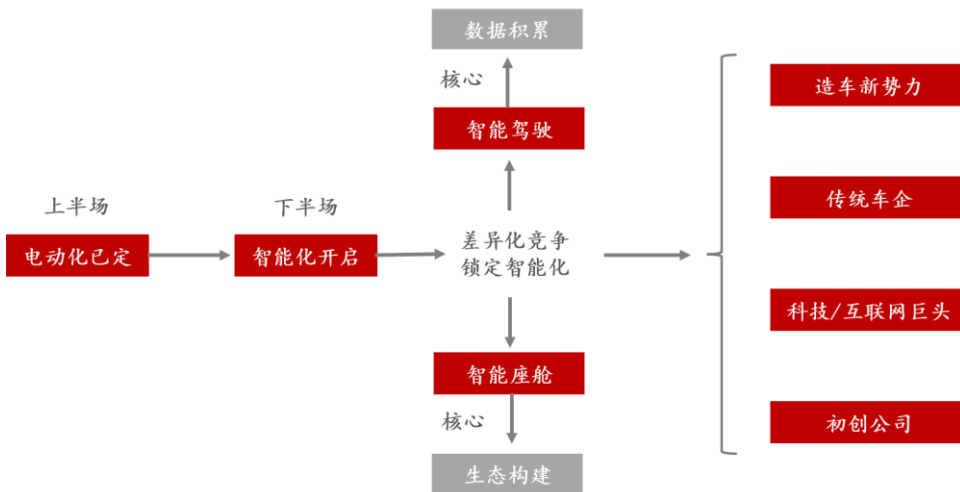 数据积累
核心
智能驾驶
造车新势力
传统车企
上半场
下半场
电动化已定
智能化开启
差异化竞争
锁定智能化
科技/互联网巨头
智能座舱
核心
生态构建
初创公司